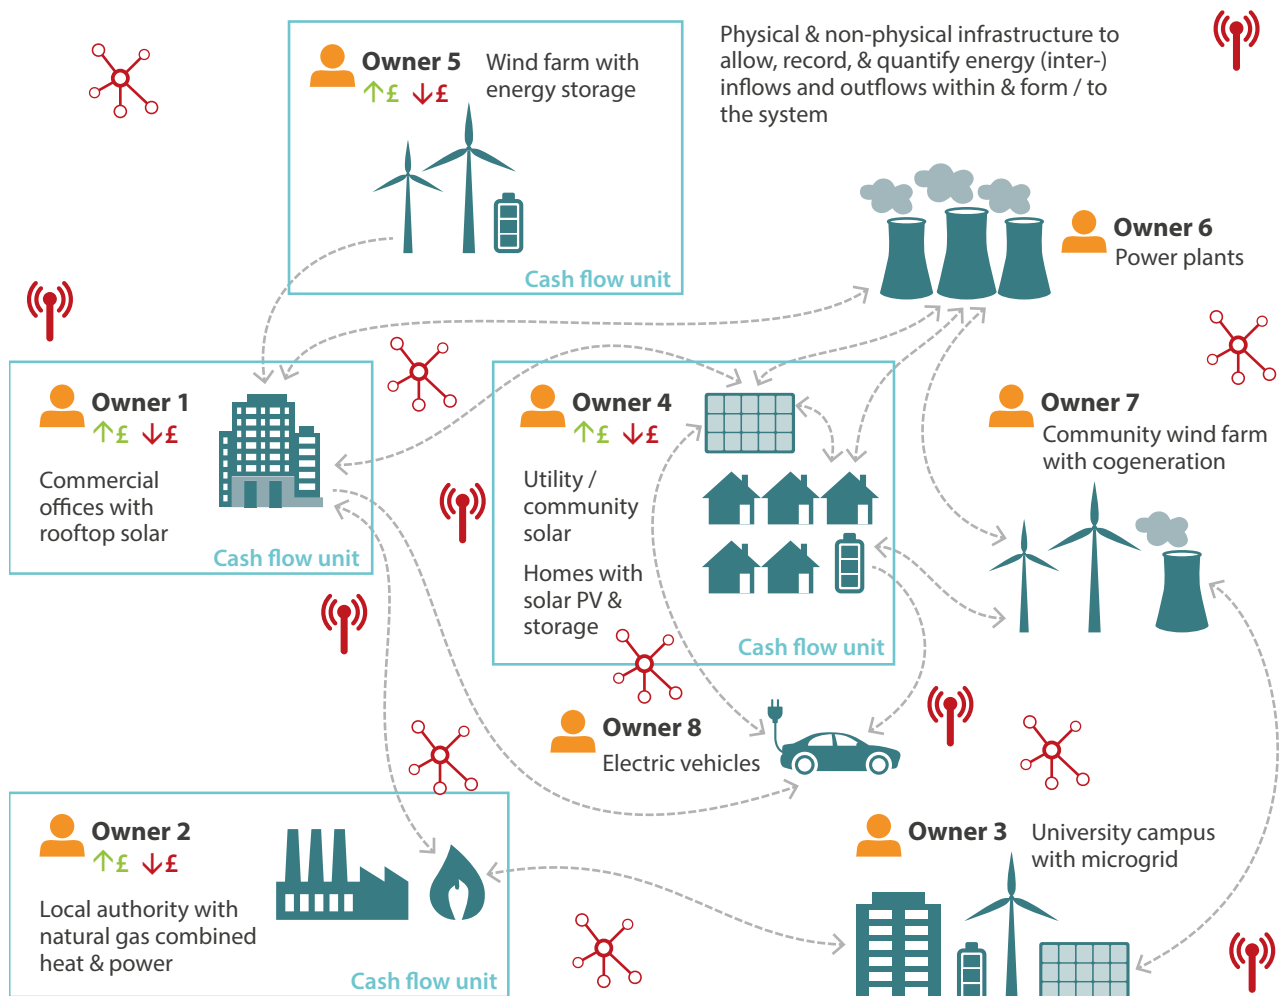 Owner 5
↑£ ↓£
Wind farm with
energy storage
Cash flow unit
Physical & non-physical infrastructure to
allow, record, & quantify energy (inter-)
inflows and outflows within & form / to
the system
Owner 6
Power plants
Owner 1
↑£ ↓£
Commercial
offices with
rooftop solar
Cash flow unit
Owner 4
↑£ ↓£
Utility /
community
solar
Homes with
solar PV &
storage
Cash flow unit
Owner 7
Community wind farm
with cogeneration
Owner 8
Electric vehicles
Owner 2
↑£ ↓£
Local authority with
natural gas combined
heat & power
Cash flow unit
Owner 3
University campus
with microgrid